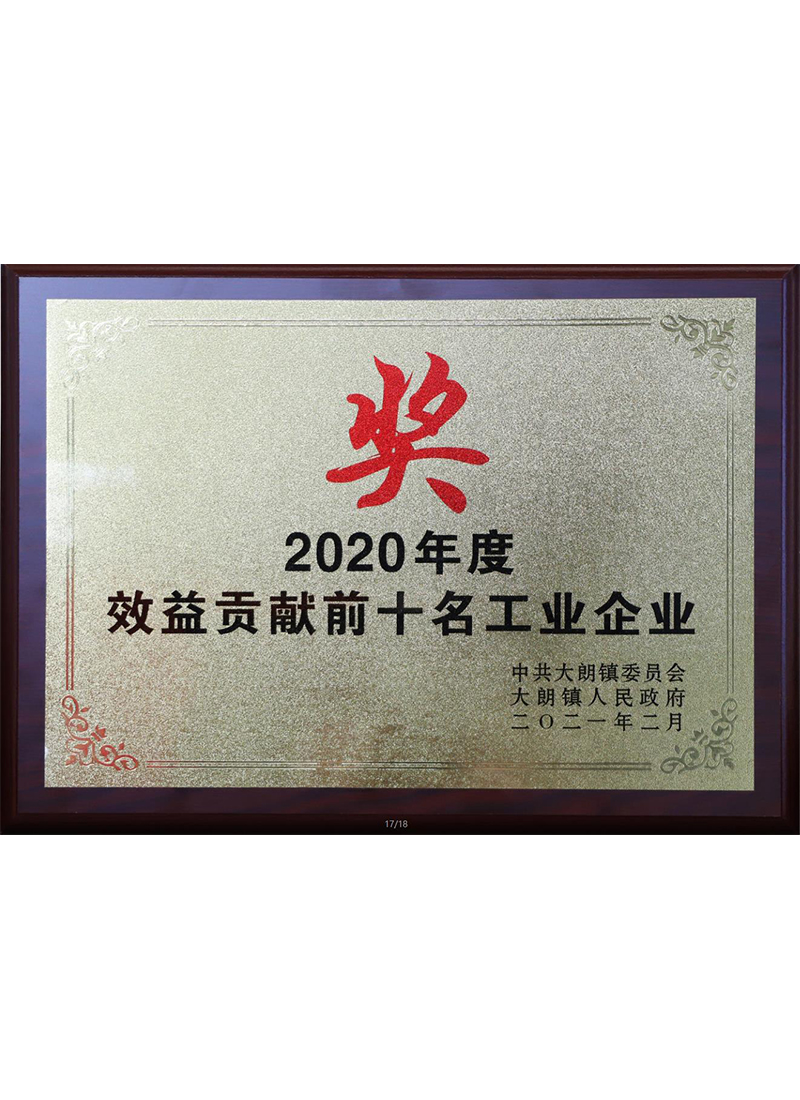 奖
2020年度
效益贡献前十名工业企业
中共大朗镇委员会
大朗镇人民政府
二〇二一年二月
17/18